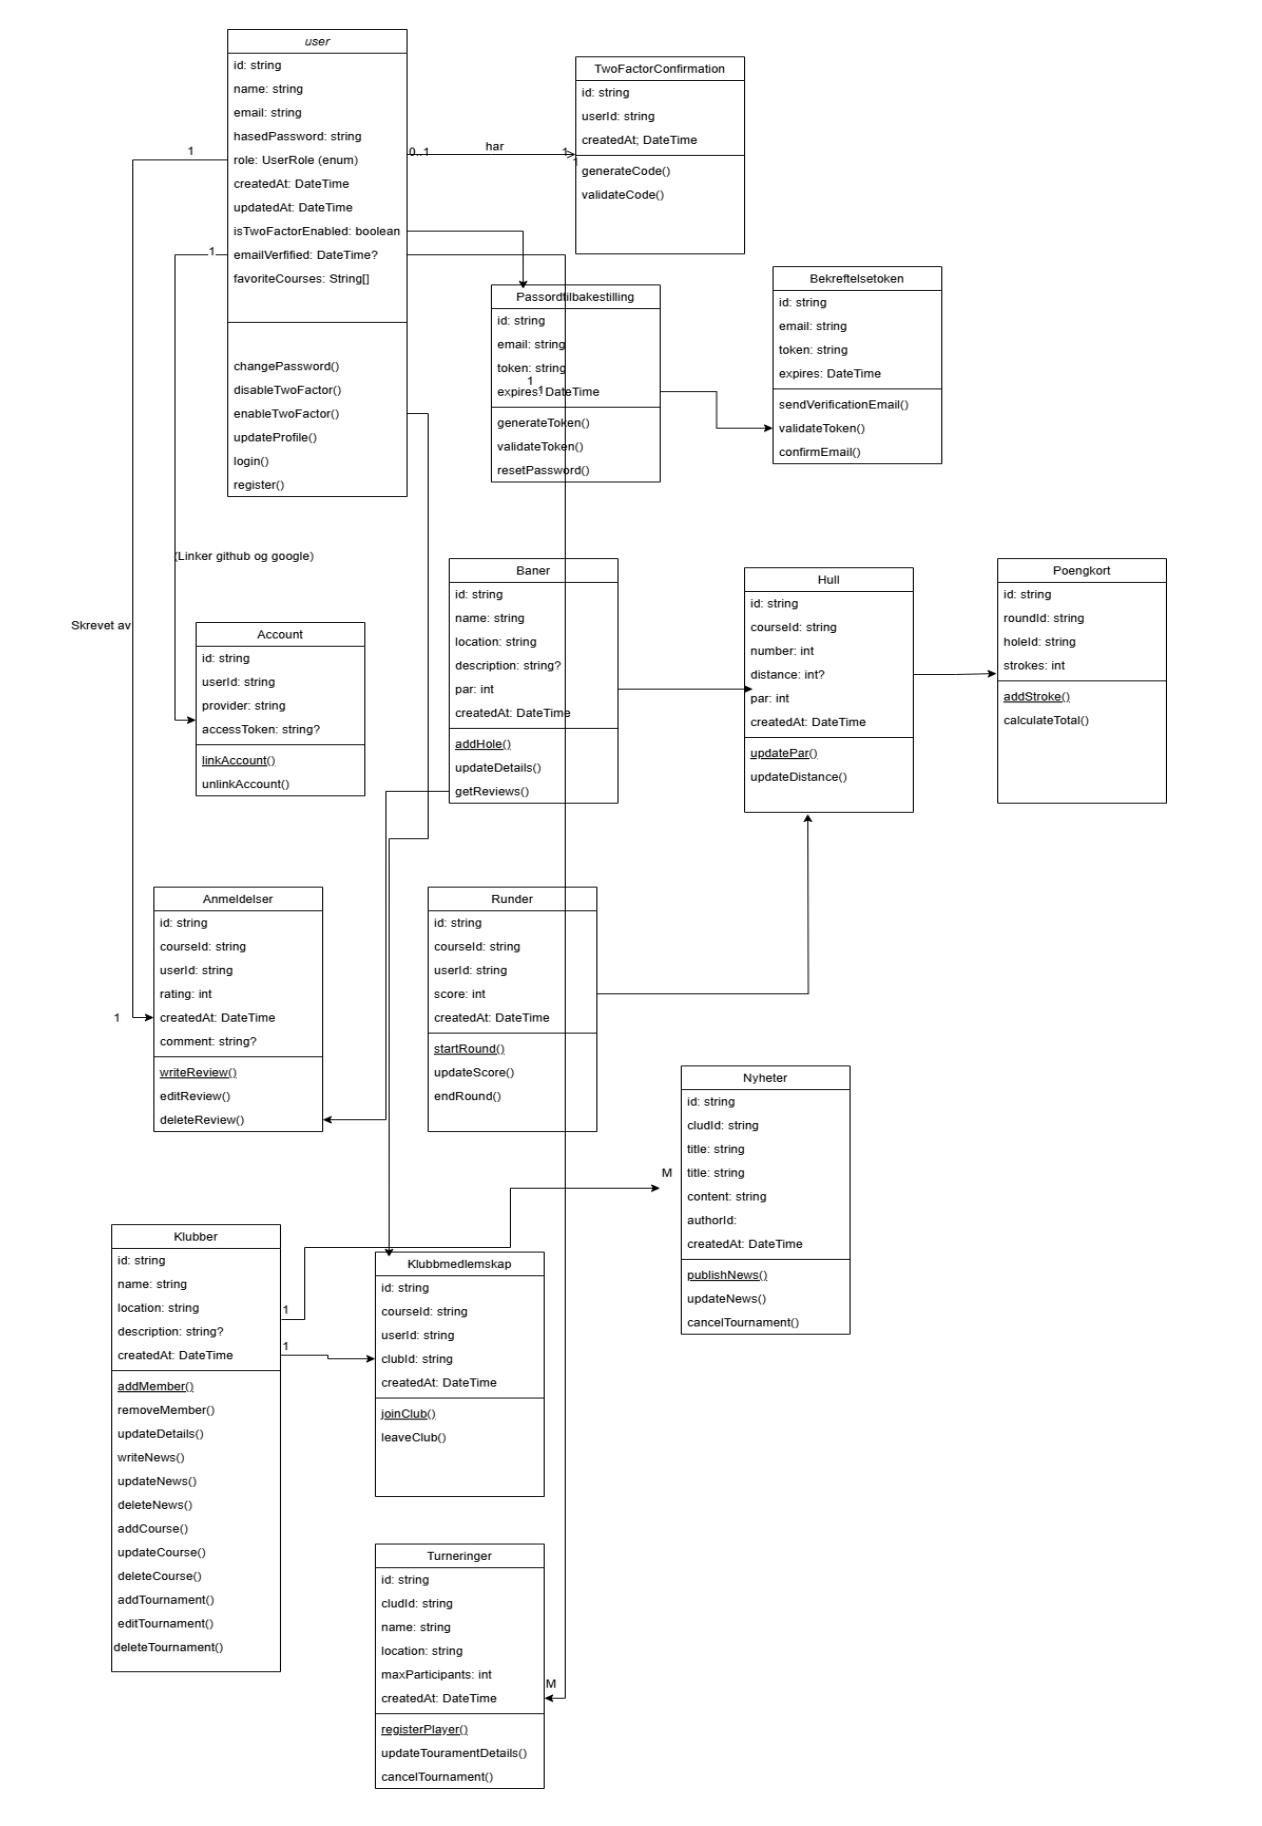 user
id: string
name: string
email: string
hasedPassword: string
role: UserRole (enum)
createdAt: DateTime
updatedAt: DateTime
isTwoFactorEnabled: boolean
emailVerfified: DateTime?
favoriteCourses: String[]
changePassword()
disableTwoFactor()
enableTwoFactor()
updateProfile()
login()
register()
1
1
0..1
har
1
1
TwoFactorConfirmation
id: string
userId: string
createdAt; DateTime
generateCode()
validateCode()
Passordtilbakestilling
id: string
email: string
token: string
1
1
expires: DateTime
generateToken()
validateToken()
resetPassword()
Bekreftelsetoken
id: string
email: string
token: string
expires: DateTime
sendVerificationEmail()
validateToken()
confirmEmail()
(Linker github og google)
Skrevet av
Account
id: string
userId: string
provider: string
accessToken: string?
linkAccount()
unlinkAccount()
Baner
id: string
name: string
location: string
description: string?
par: int
createdAt: DateTime
addHole()
updateDetails()
getReviews()
Hull
id: string
courseId: string
number: int
distance: int?
par: int
createdAt: DateTime
updatePar()
updateDistance()
Poengkort
id: string
roundId: string
holeId: string
strokes: int
addStroke()
calculateTotal()
Anmeldelser
id: string
courseId: string
userId: string
rating: int
createdAt: DateTime
comment: string?
writeReview()
editReview()
deleteReview()
1
Runder
id: string
courseId: string
userId: string
score: int
createdAt: DateTime
startRound()
updateScore()
endRound()
Nyheter
id: string
cludId: string
title: string
title: string
content: string
authorId:
createdAt: DateTime
publishNews()
updateNews()
cancelTournament()
M
Klubber
id: string
name: string
location: string
description: string?
createdAt: DateTime
addMember()
removeMember()
updateDetails()
writeNews()
updateNews()
deleteNews()
addCourse()
updateCourse()
deleteCourse()
addTournament()
editTournament()
deleteTournament()
1
1
Klubbmedlemskap
id: string
courseId: string
userId: string
clubId: string
createdAt: DateTime
joinClub()
leaveClub()
Turneringer
id: string
cludId: string
name: string
location: string
maxParticipants: int
createdAt: DateTime
registerPlayer()
updateTouramentDetails()
cancelTournament()
M